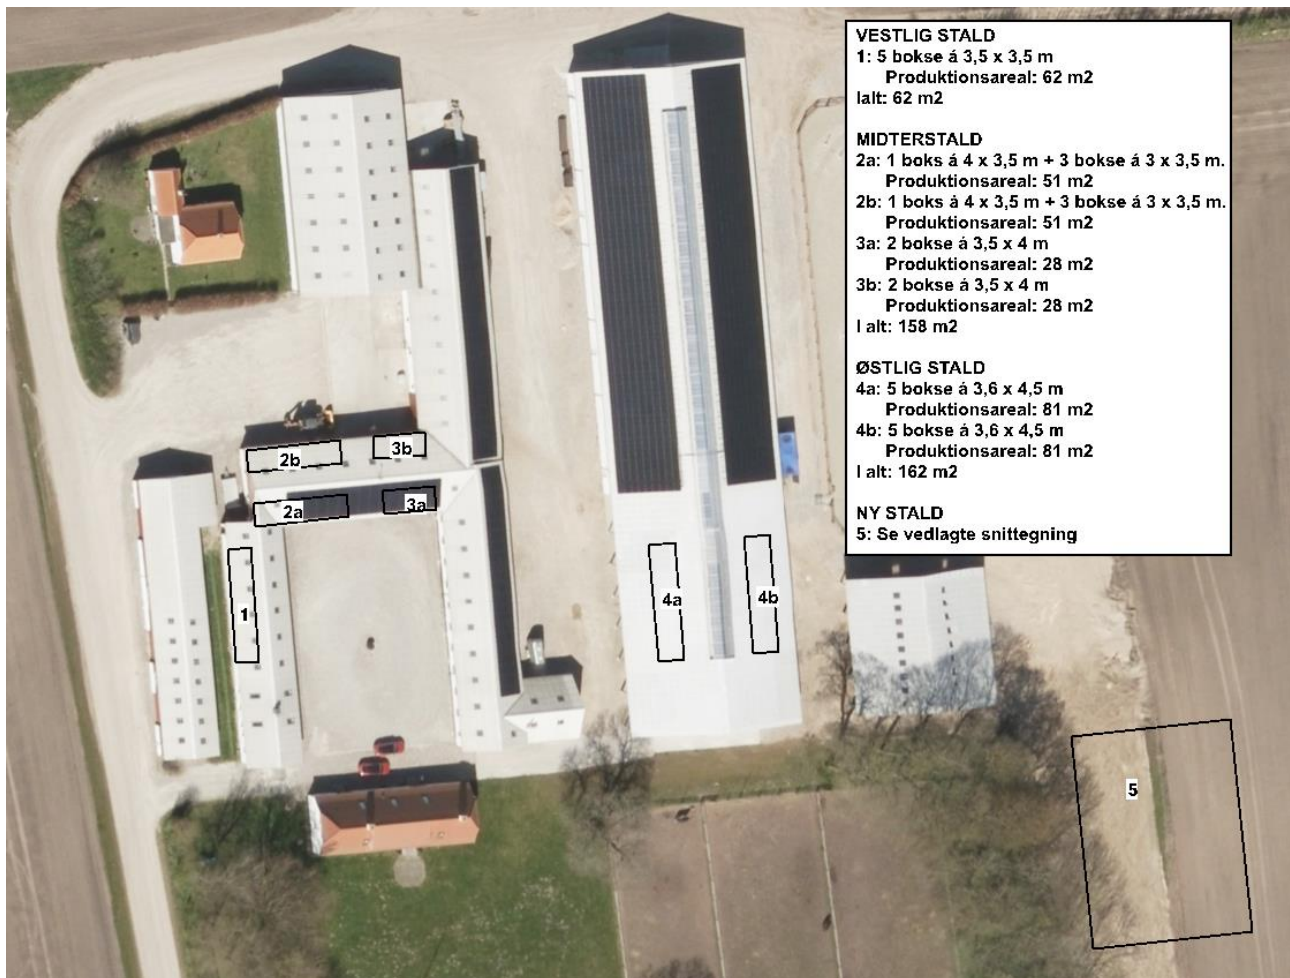 VESTLIG STALD
1: 5 bokse á 3,5 x 3,5 m
Produktionsareal: 62 m2
Ialt: 62 m2
MIDTERSTALD
2a: 1 boks á 4 x 3,5 m + 3 bokse á 3 x 3,5 m.
Produktionsareal: 51 m2
2b: 1 boks á 4 x 3,5 m + 3 bokse á 3 x 3,5 m.
Produktionsareal: 51 m2
3a: 2 bokse á 3,5 x 4 m
Produktionsareal: 28 m2
3b: 2 bokse á 3,5 x 4 m
Produktionsareal: 28 m2
I alt: 158 m2
ØSTLIG STALD
4a: 5 bokse á 3,6 x 4,5 m
Produktionsareal: 81 m2
4b: 5 bokse á 3,6 x 4,5 m
Produktionsareal: 81 m2
I alt: 162 m2
NY STALD
5: Se vedlagte snittegning
2b
3b
2a
3a
1
4a
4b
5